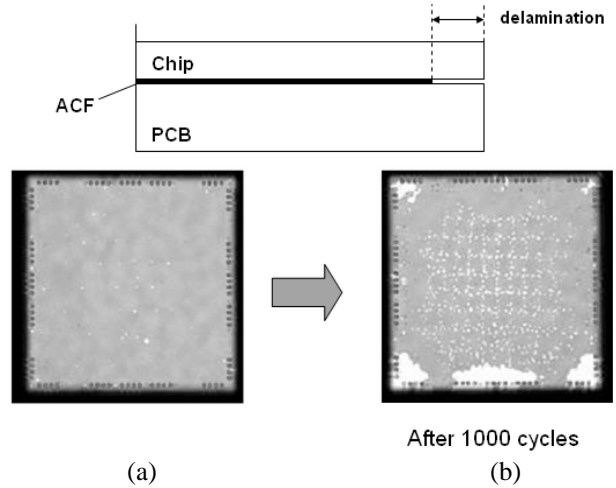 delamination
Chip
ACF
PCB
After 1000 cycles
(a)
(b)